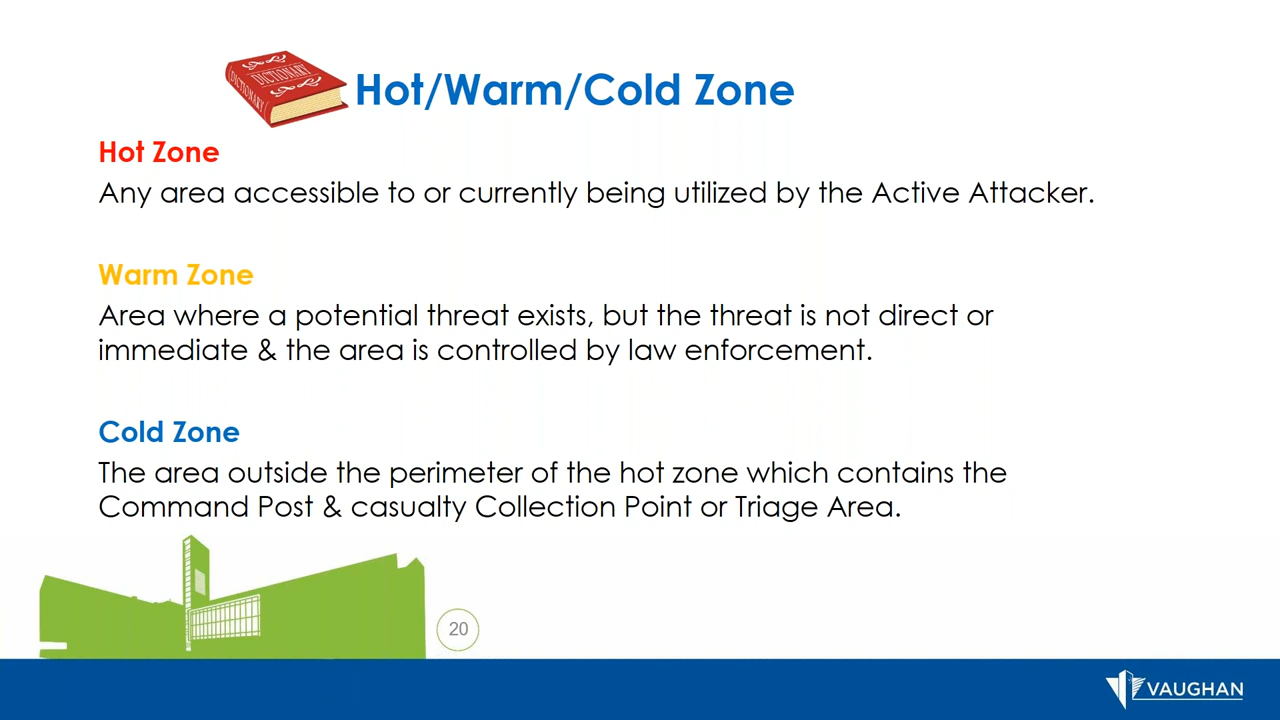 DICTIONARY
DICTIONARY
Hot/Warm/Cold Zone
Hot Zone
Any area accessible to or currently being utilized by the Active Attacker.
Warm Zone
Area where a potential threat exists, but the threat is not direct or
immediate & the area is controlled by law enforcement.
Cold Zone
The area outside the perimeter of the hot zone which contains the
Command Post & casualty Collection Point or Triage Area.
20
VAUGHAN